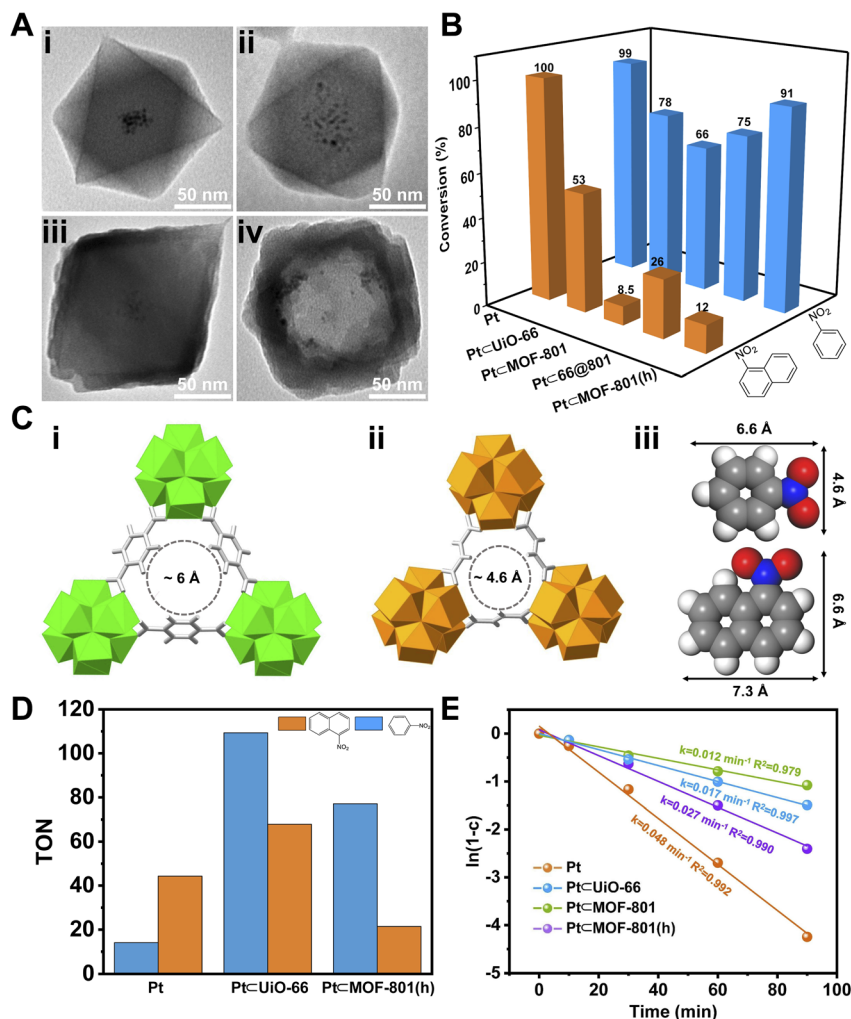 A
i
50 nm
ii
50 nm
iii
50 nm
iv
50 nm
B
Conversion (%)
100
80
60
40
20
0
100
53
8.5
26
12
99
78
66
75
91
Pt
Pt⊂UiO-66
Pt⊂MOF-801
Pt⊂66@801
Pt⊂MOF-801(h)
NO2
NO2
C
i
~ 6 Å
ii
~ 4.6 Å
iii
6.6 Å
4.6 Å
6.6 Å
7.3 Å
D
TON
120
100
80
60
40
20
0
NO2
NO2
Pt
Pt⊂UiO-66
Pt⊂MOF-801(h)
E
ln(1-c)
0
-1
-2
-3
-4
-5
k=0.012 min-1 R2=0.979
k=0.017 min-1 R2=0.997
k=0.027 min-1 R2=0.990
k=0.048 min-1 R2=0.992
Pt
Pt⊂UiO-66
Pt⊂MOF-801
Pt⊂MOF-801(h)
0
20
40
60
80
100
Time (min)